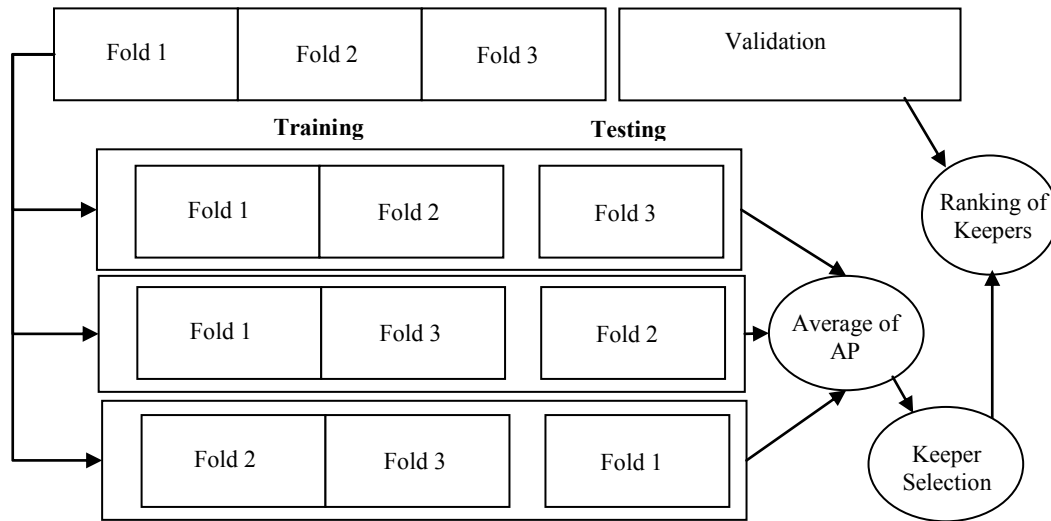 Fold 1
Fold 2
Fold 3
Validation
Training
Testing
Fold 1
Fold 2
Fold 3
Ranking of
Keepers
Fold 1
Fold 3
Fold 2
Average of
AP
Fold 2
Fold 3
Fold 1
Keeper
Selection